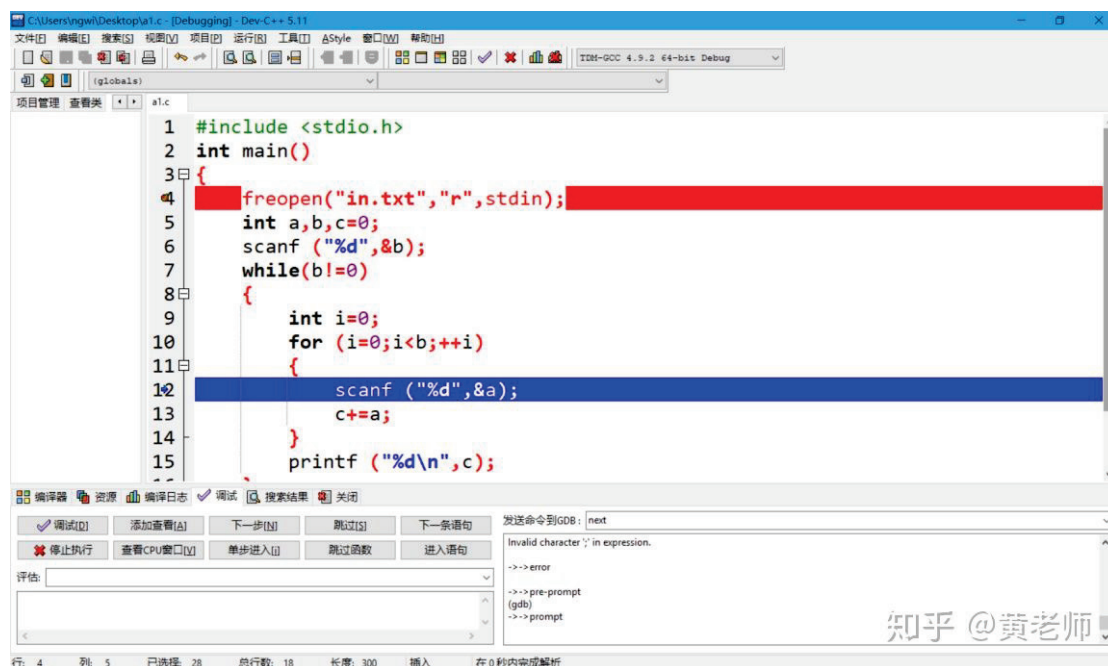 C:\Users\ngwi\Desktop\a1.c - [Debugging] - Dev-C++ 5.11
文件[F] 编辑[E] 搜索[S] 视图[V] 项目[P] 运行[R] 工具[T] AStyle 窗口[W] 帮助[H]
TDM-GCC 4.9.2 64-bit Debug
(globals)
项目管理 查看类 a1.c
1 #include <stdio.h>
2 int main()
3 {
4 freopen("in.txt","r",stdin);
5 int a,b,c=0;
6 scanf ("%d",&b);
7 while(b!=0)
8 {
9 int i=0;
10 for (i=0;i<b;++i)
11 {
12 scanf ("%d",&a);
13 c+=a;
14 }
15 printf ("%d\n",c);
编译器 资源 编译日志 调试 搜索结果 关闭
调试[D] 添加查看[A] 下一步[N] 跳过[S] 下一条语句 发送命令到GDB: next
停止执行 查看CPU窗口[V] 单步进入[i] 跳过函数 进入语句
Invalid character ';' in expression.
评估:
->->error
->->pre-prompt
(gdb)
->->prompt
知乎 @黄老师
行: 4 列: 5 已选择: 28 总行数: 18 长度: 300 插入 在 0 秒内完成解析